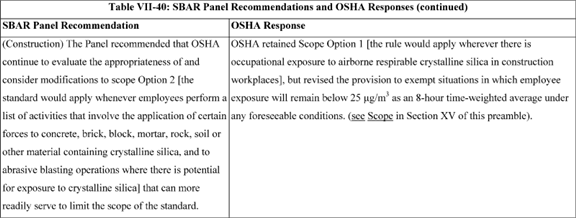 Table VII-40: SBAR Panel Recommendations and OSHA Responses (continued)
SBAR Panel Recommendation
(Construction) The Panel recommended that OSHA
continue to evaluate the appropriateness of and
consider modifications to scope Option 2 [the
standard would apply whenever employees perform a
list of activities that involve the application of certain
forces to concrete, brick, block, mortar, rock, soil or
other material containing crystalline silica, and to
abrasive blasting operations where there is potential
for exposure to crystalline silica] that can more
readily serve to limit the scope of the standard.
OSHA Response
OSHA retained Scope Option 1 [the rule would apply wherever there is
occupational exposure to airborne respirable crystalline silica in construction
workplaces], but revised the provision to exempt situations in which employee
exposure will remain below 25 μg/m³ as an 8-hour time-weighted average under
any foreseeable conditions. (see Scope in Section XV of this preamble).